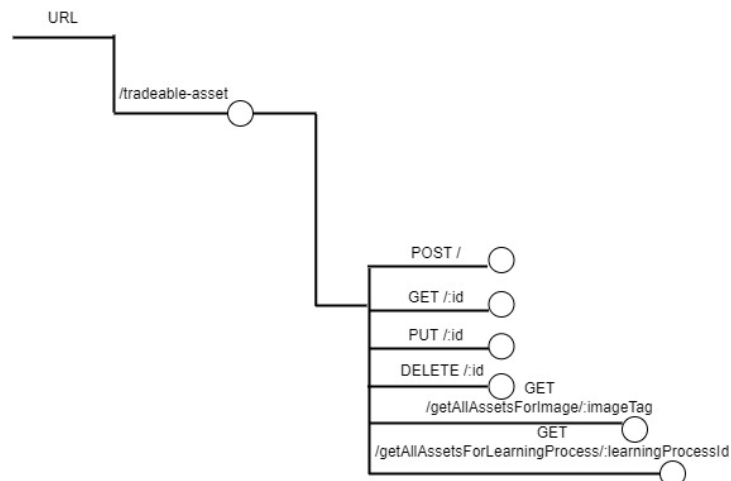 URL
/tradeable-asset
POST /
GET /:id
PUT /:id
DELETE /:id
GET
/getAllAssetsForImage/:imageTag
GET
/getAllAssetsForLearningProcess/:learningProcessId